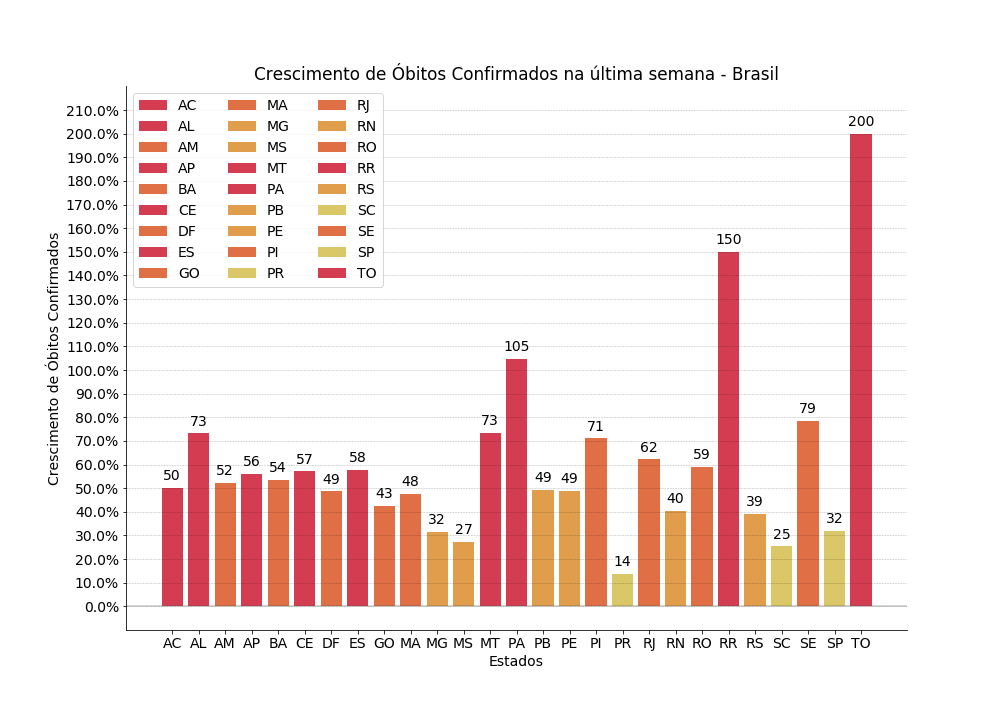 Crescimento de Óbitos Confirmados na última semana - Brasil
Crescimento de Óbitos Confirmados
210.0%
200.0%
190.0%
180.0%
170.0%
160.0%
150.0%
140.0%
130.0%
120.0%
110.0%
100.0%
90.0%
80.0%
70.0%
60.0%
50.0%
40.0%
30.0%
20.0%
10.0%
0.0%
AC MA RJ
AL MG RN
AM MS RO
AP MT RR
BA PA RS
CE PB SC
DF PE SE
ES PI SP
GO PR TO
50 73 52 56 54 57 49 58 43 48 32 27 73 105 49 49 71 14 62 40 59 150 39 25 79 32 200
AC AL AM AP BA CE DF ES GO MA MG MS MT PA PB PE PI PR RJ RN RO RR RS SC SE SP TO
Estados